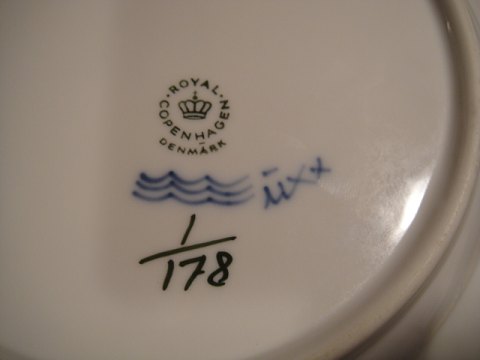 ROYAL
COPENHAGEN
DENMARK
1
178